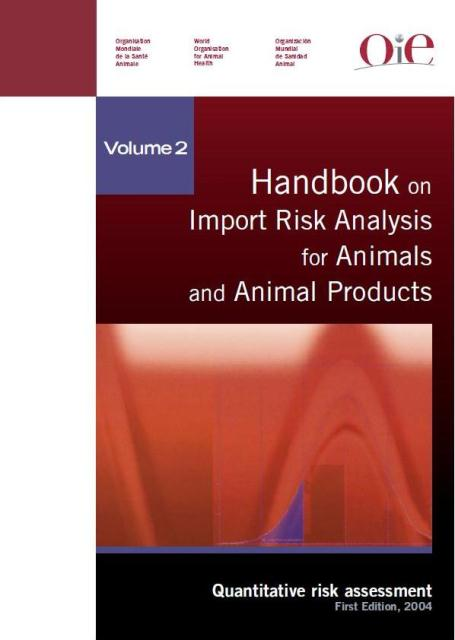 Organisation
Mondiale
de la Santé
Animale
World
Organisation
for Animal
Health
Organización
Mundial
de Sanidad
Animal
Oie
Volume 2
Handbook on
Import Risk Analysis
for Animals
and Animal Products
Quantitative risk assessment
First Edition, 2004